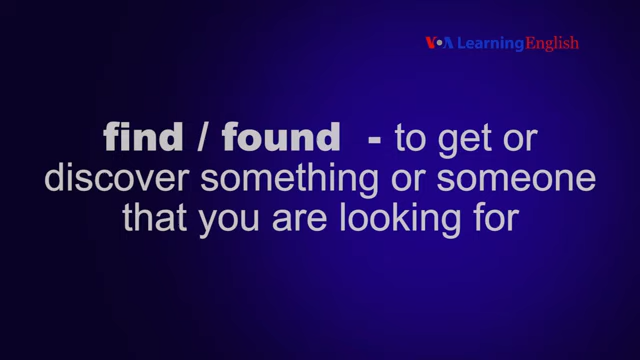 VOA Learning English
find / found - to get or
discover something or someone
that you are looking for